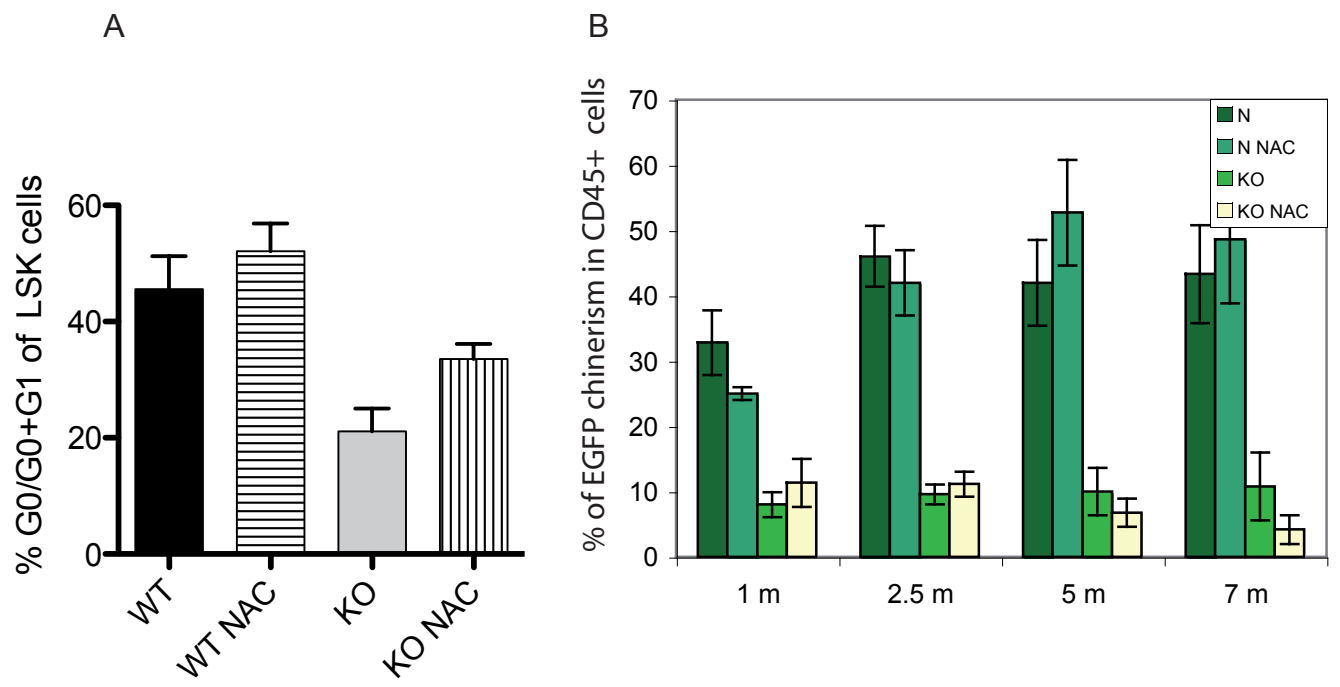 A
% G0/G0+G1 of LSK cells
60
40
20
0
WT
WT NAC
KO
KO NAC
B
% of EGFP chinerism in CD45+ cells
70
60
50
40
30
20
10
0
N
N NAC
KO
KO NAC
1 m
2.5 m
5 m
7 m